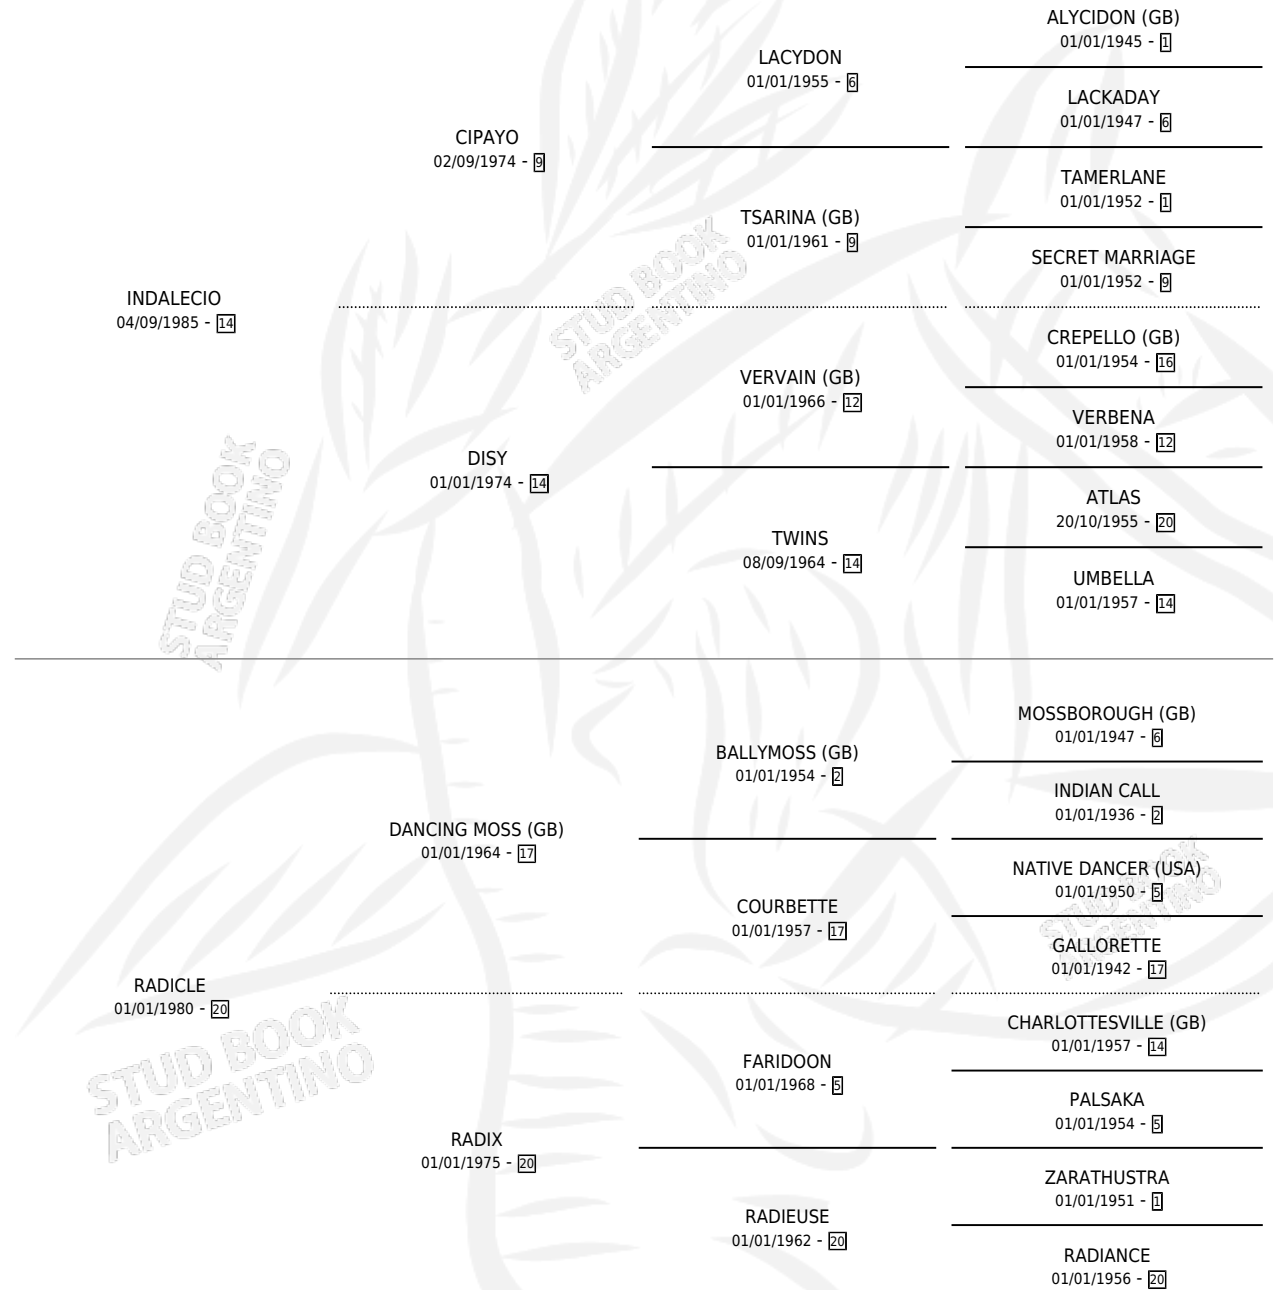 ALYCIDON (GB)
01/01/1945 - 1
LACYDON
01/01/1955 - 6
LACKADAY
01/01/1947 - 6
CIPAYO
02/09/1974 - 9
TAMERLANE
01/01/1952 - 1
TSARINA (GB)
01/01/1961 - 9
SECRET MARRIAGE
01/01/1952 - 9
INDALECIO
04/09/1985 - 14
CREPELLO (GB)
01/01/1954 - 16
VERVAIN (GB)
01/01/1966 - 12
VERBENA
01/01/1958 - 12
DISY
01/01/1974 - 14
ATLAS
20/10/1955 - 20
TWINS
08/09/1964 - 14
UMBELLA
01/01/1957 - 14
MOSSBOROUGH (GB)
01/01/1947 - 6
BALLYMOSS (GB)
01/01/1954 - 2
INDIAN CALL
01/01/1936 - 2
DANCING MOSS (GB)
01/01/1964 - 17
NATIVE DANCER (USA)
01/01/1950 - 5
COURBETTE
01/01/1957 - 17
GALLORETTE
01/01/1942 - 17
RADICLE
01/01/1980 - 20
CHARLOTTESVILLE (GB)
01/01/1957 - 14
FARIDOON
01/01/1968 - 5
PALSAKA
01/01/1954 - 5
RADIX
01/01/1975 - 20
ZARATHUSTRA
01/01/1951 - 1
RADIEUSE
01/01/1962 - 20
RADIANCE
01/01/1956 - 20
STUD BOOK
ARGENTINO
STUD BOOK
ARGENTINO
STUD BOOK
ARGENTINO
STUD BOOK
ARGENTINO